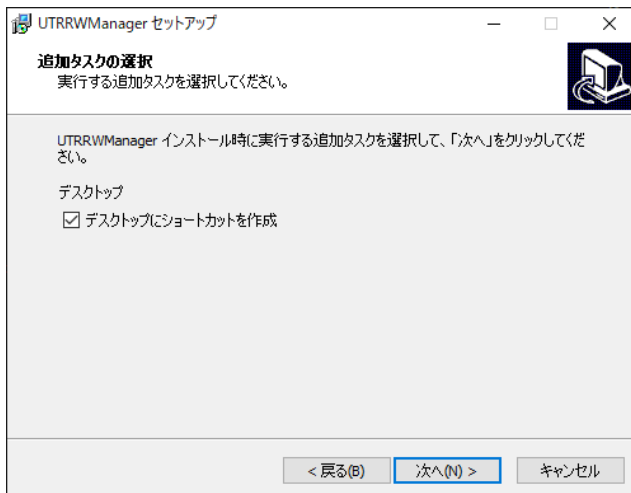 UTRRWManager セットアップ
追加タスクの選択
実行する追加タスクを選択してください。
UTRRWManager インストール時に実行する追加タスクを選択して、「次へ」をクリックしてくだ
さい。
デスクトップ
デスクトップにショートカットを作成
< 戻る(B)
次へ(N) >
キャンセル